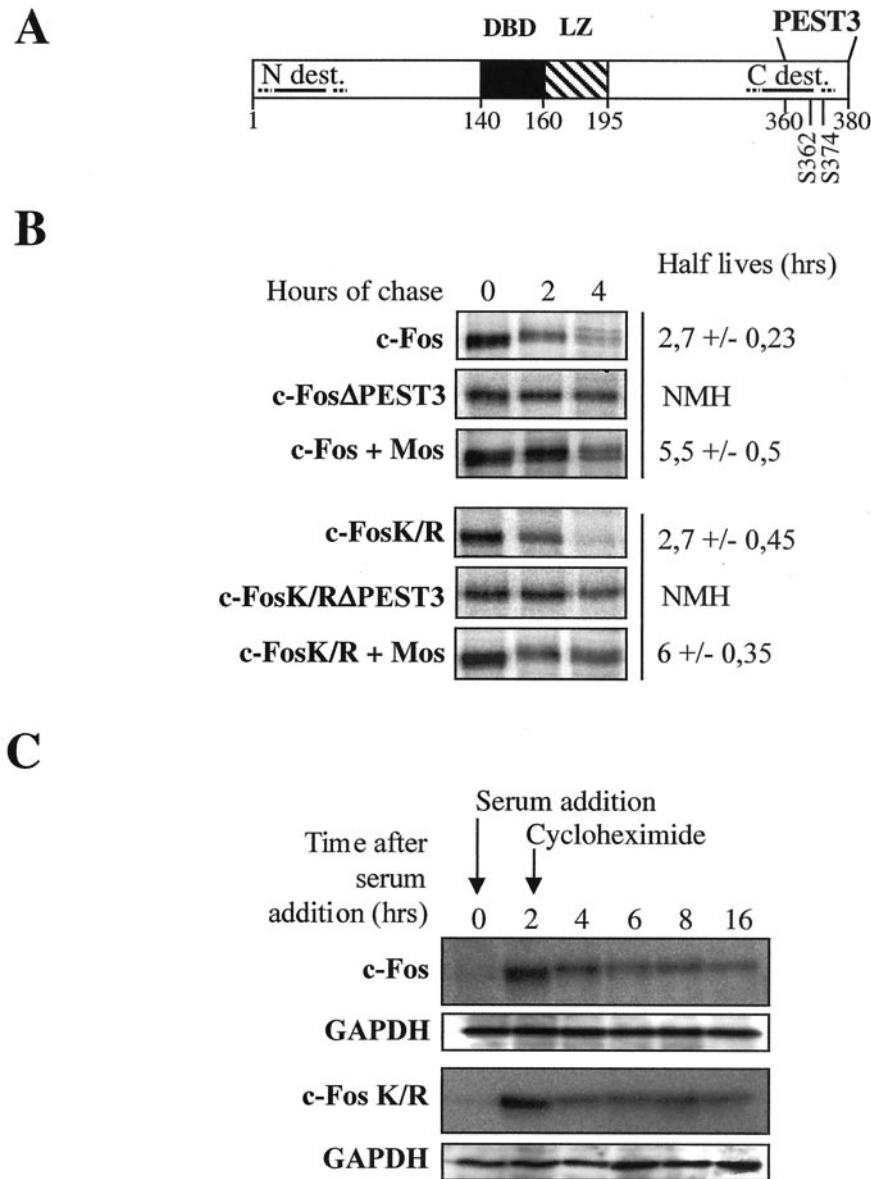 A
DBD LZ PEST3
N dest. C dest.
1 140 160 195 360 380
S362
S374
B
Half lives (hrs)
Hours of chase 0 2 4
c-Fos 2,7 +/- 0,23
c-FosΔPEST3 NMH
c-Fos + Mos 5,5 +/- 0,5
c-FosK/R 2,7 +/- 0,45
c-FosK/RΔPEST3 NMH
c-FosK/R + Mos 6 +/- 0,35
C
Serum addition
Cycloheximide
Time after
serum
addition (hrs) 0 2 4 6 8 16
c-Fos
GAPDH
c-Fos K/R
GAPDH